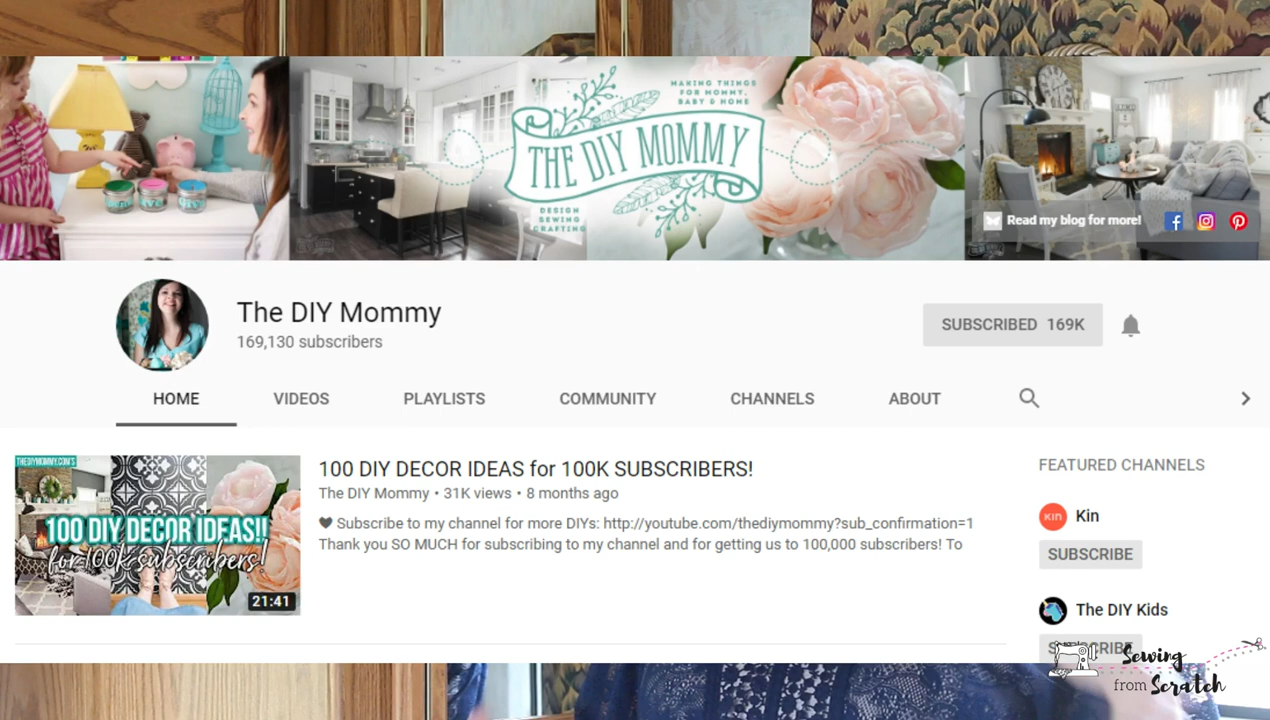 MAKING THINGS
FOR MOMMY,
BABY & HOME
THE DIY MOMMY
DESIGN
SEWING
CRAFTING
Read my blog for more!
The DIY Mommy
169,130 subscribers
SUBSCRIBED 169K
HOME VIDEOS PLAYLISTS COMMUNITY CHANNELS ABOUT
100 DIY DECOR IDEAS for 100K SUBSCRIBERS!
The DIY Mommy • 31K views • 8 months ago
♥ Subscribe to my channel for more DIYs: http://youtube.com/thediymommy?sub_confirmation=1
Thank you SO MUCH for subscribing to my channel and for getting us to 100,000 subscribers! To
THEDIYMOMMY.COM'S
100 DIY DECOR IDEAS!!
for 100k subscribers!
21:41
FEATURED CHANNELS
Kin
Kin
SUBSCRIBE
The DIY Kids
SUBSCRIBE
Sewing
from Scratch